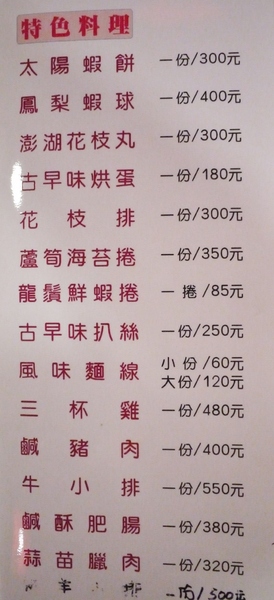 特色料理
太陽蝦餅 一份/300元
鳳梨蝦球 一份/400元
澎湖花枝丸 一份/300元
古早味烘蛋 一份/180元
花枝排 一份/300元
蘆筍海苔捲 一份/350元
龍鬚鮮蝦捲 一捲/85元
古早味扒絲 一份/250元
風味麵線 小份/60元
大份/120元
三杯雞 一份/480元
鹹豬肉 一份/400元
牛小排 一份/550元
鹹酥肥腸 一份/380元
蒜苗臘肉 一份/320元